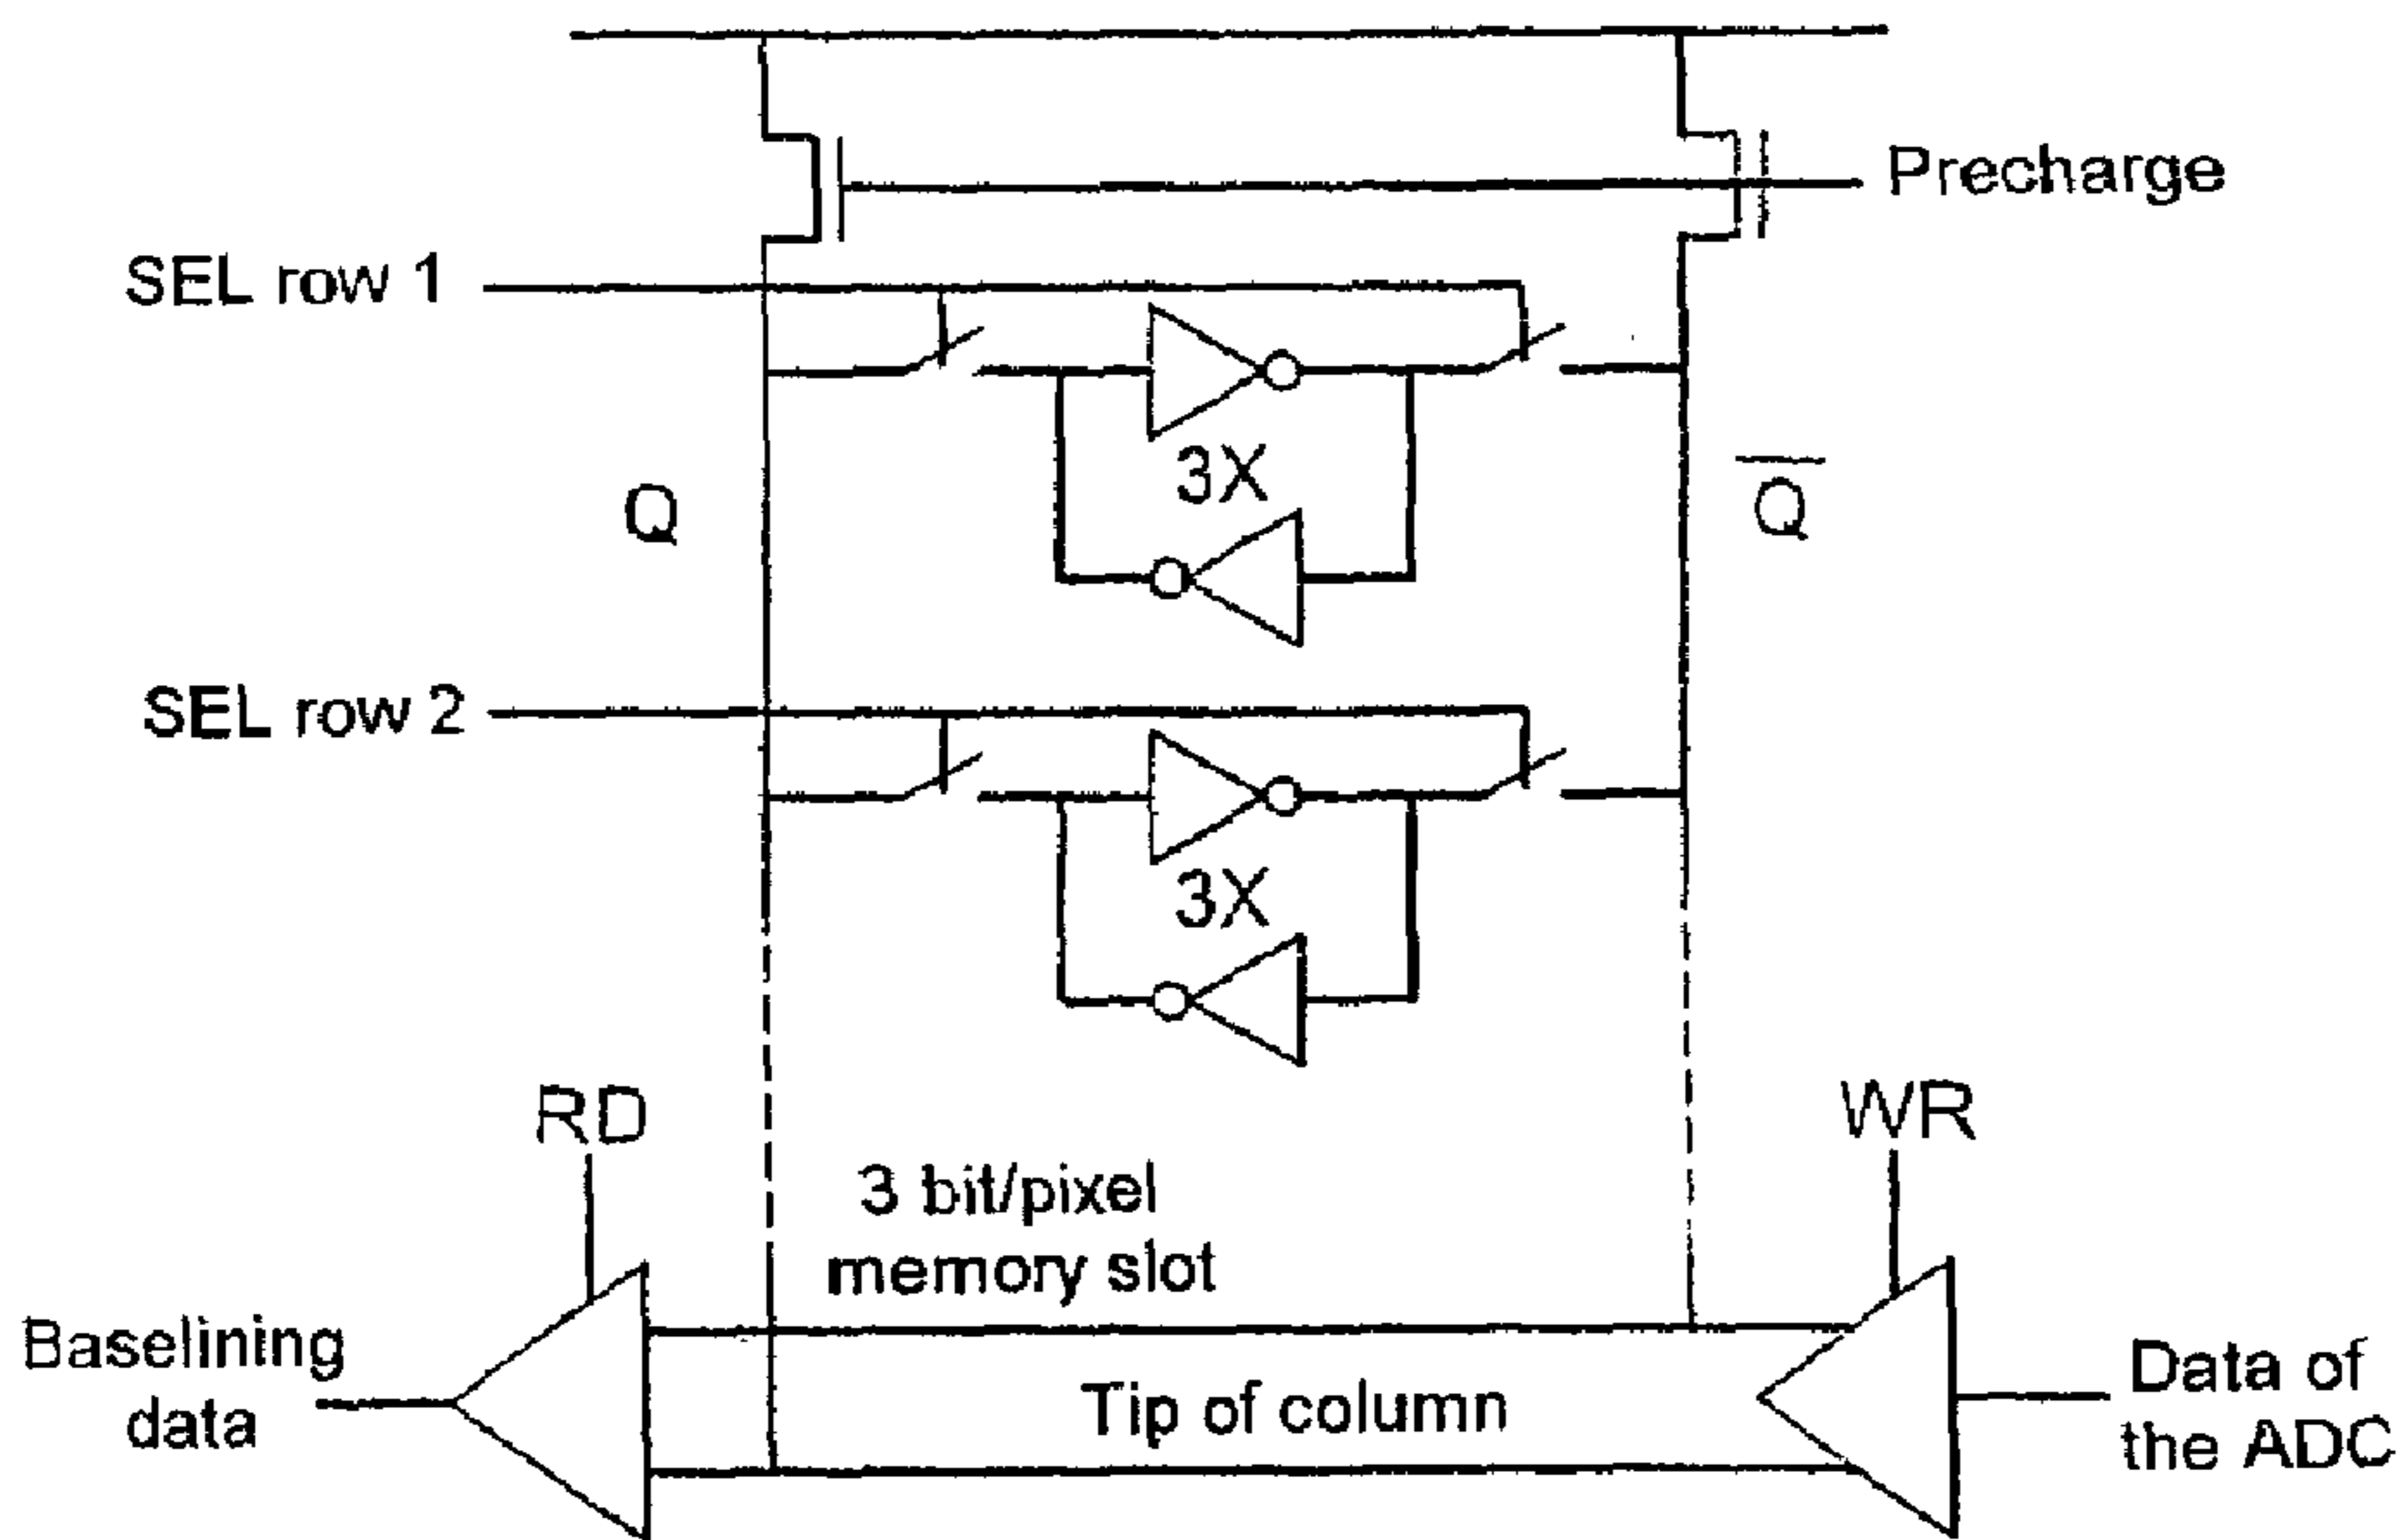 Precharge
SEL row 1
3X
Q
Q
SEL row 2
3X
RD
WR
3 bit/pixel
memory slot
Baselining
data
Tip of column
Data of
the ADC